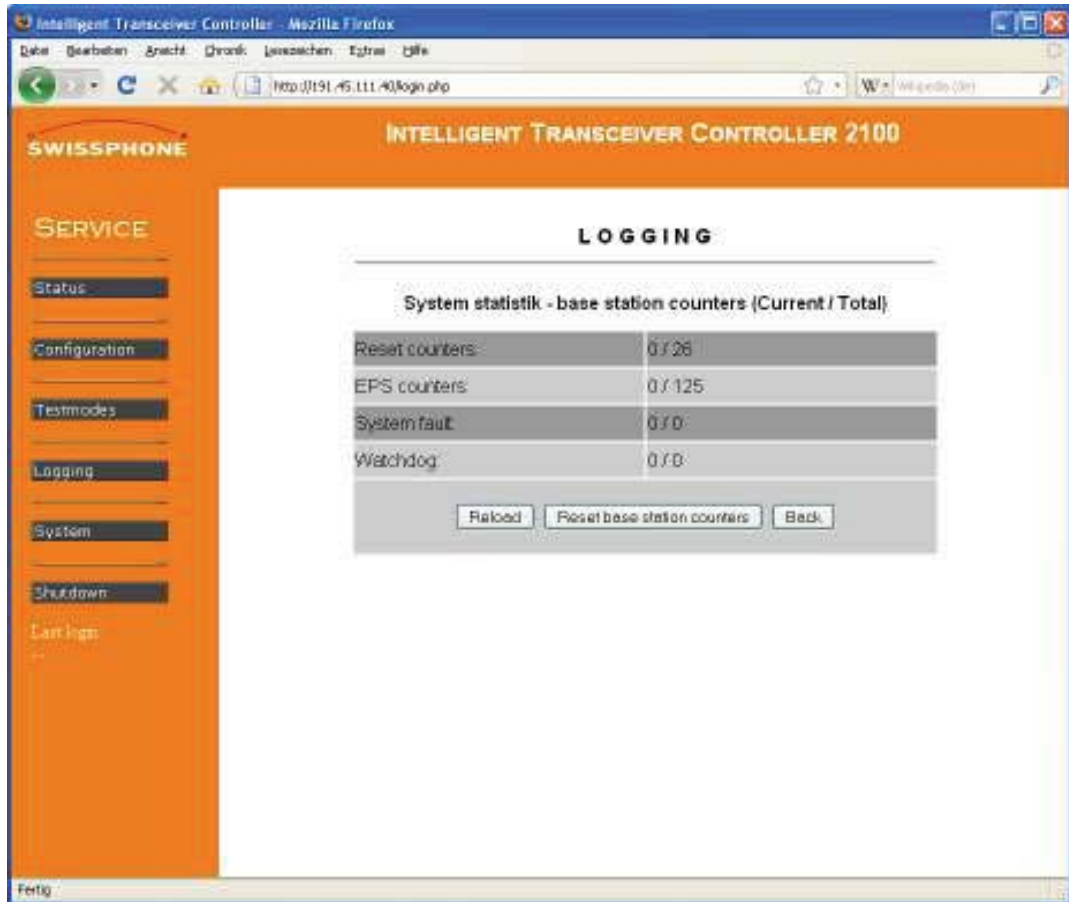 Intelligent Transceiver Controller - Mozilla Firefox
Datei Bearbeiten Ansicht Chronik Lesezeichen Extras Hilfe
http://191.45.111.40/login.php
W Wikipedia (de)
SWISSPHONE
INTELLIGENT TRANSCEIVER CONTROLLER 2100
SERVICE
Status
Configuration
Testmodes
Logging
System
Shutdown
Last login
--
LOGGING
System statistik - base station counters (Current / Total)
Reset counters: 0 / 26
EPS counters: 0 / 125
System fault: 0 / 0
Watchdog: 0 / 0
Reload Reset base station counters Back
Fertig